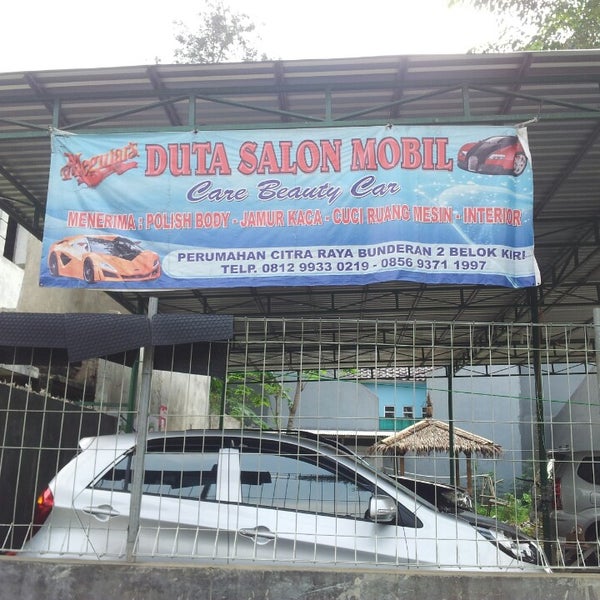 Meguiar's
DUTA SALON MOBIL
Care Beauty Car
MENERIMA : POLISH BODY - JAMUR KACA - CUCI RUANG MESIN - INTERIOR -
PERUMAHAN CITRA RAYA BUNDERAN 2 BELOK KIRI
TELP. 0812 9933 0219 - 0856 9371 1997